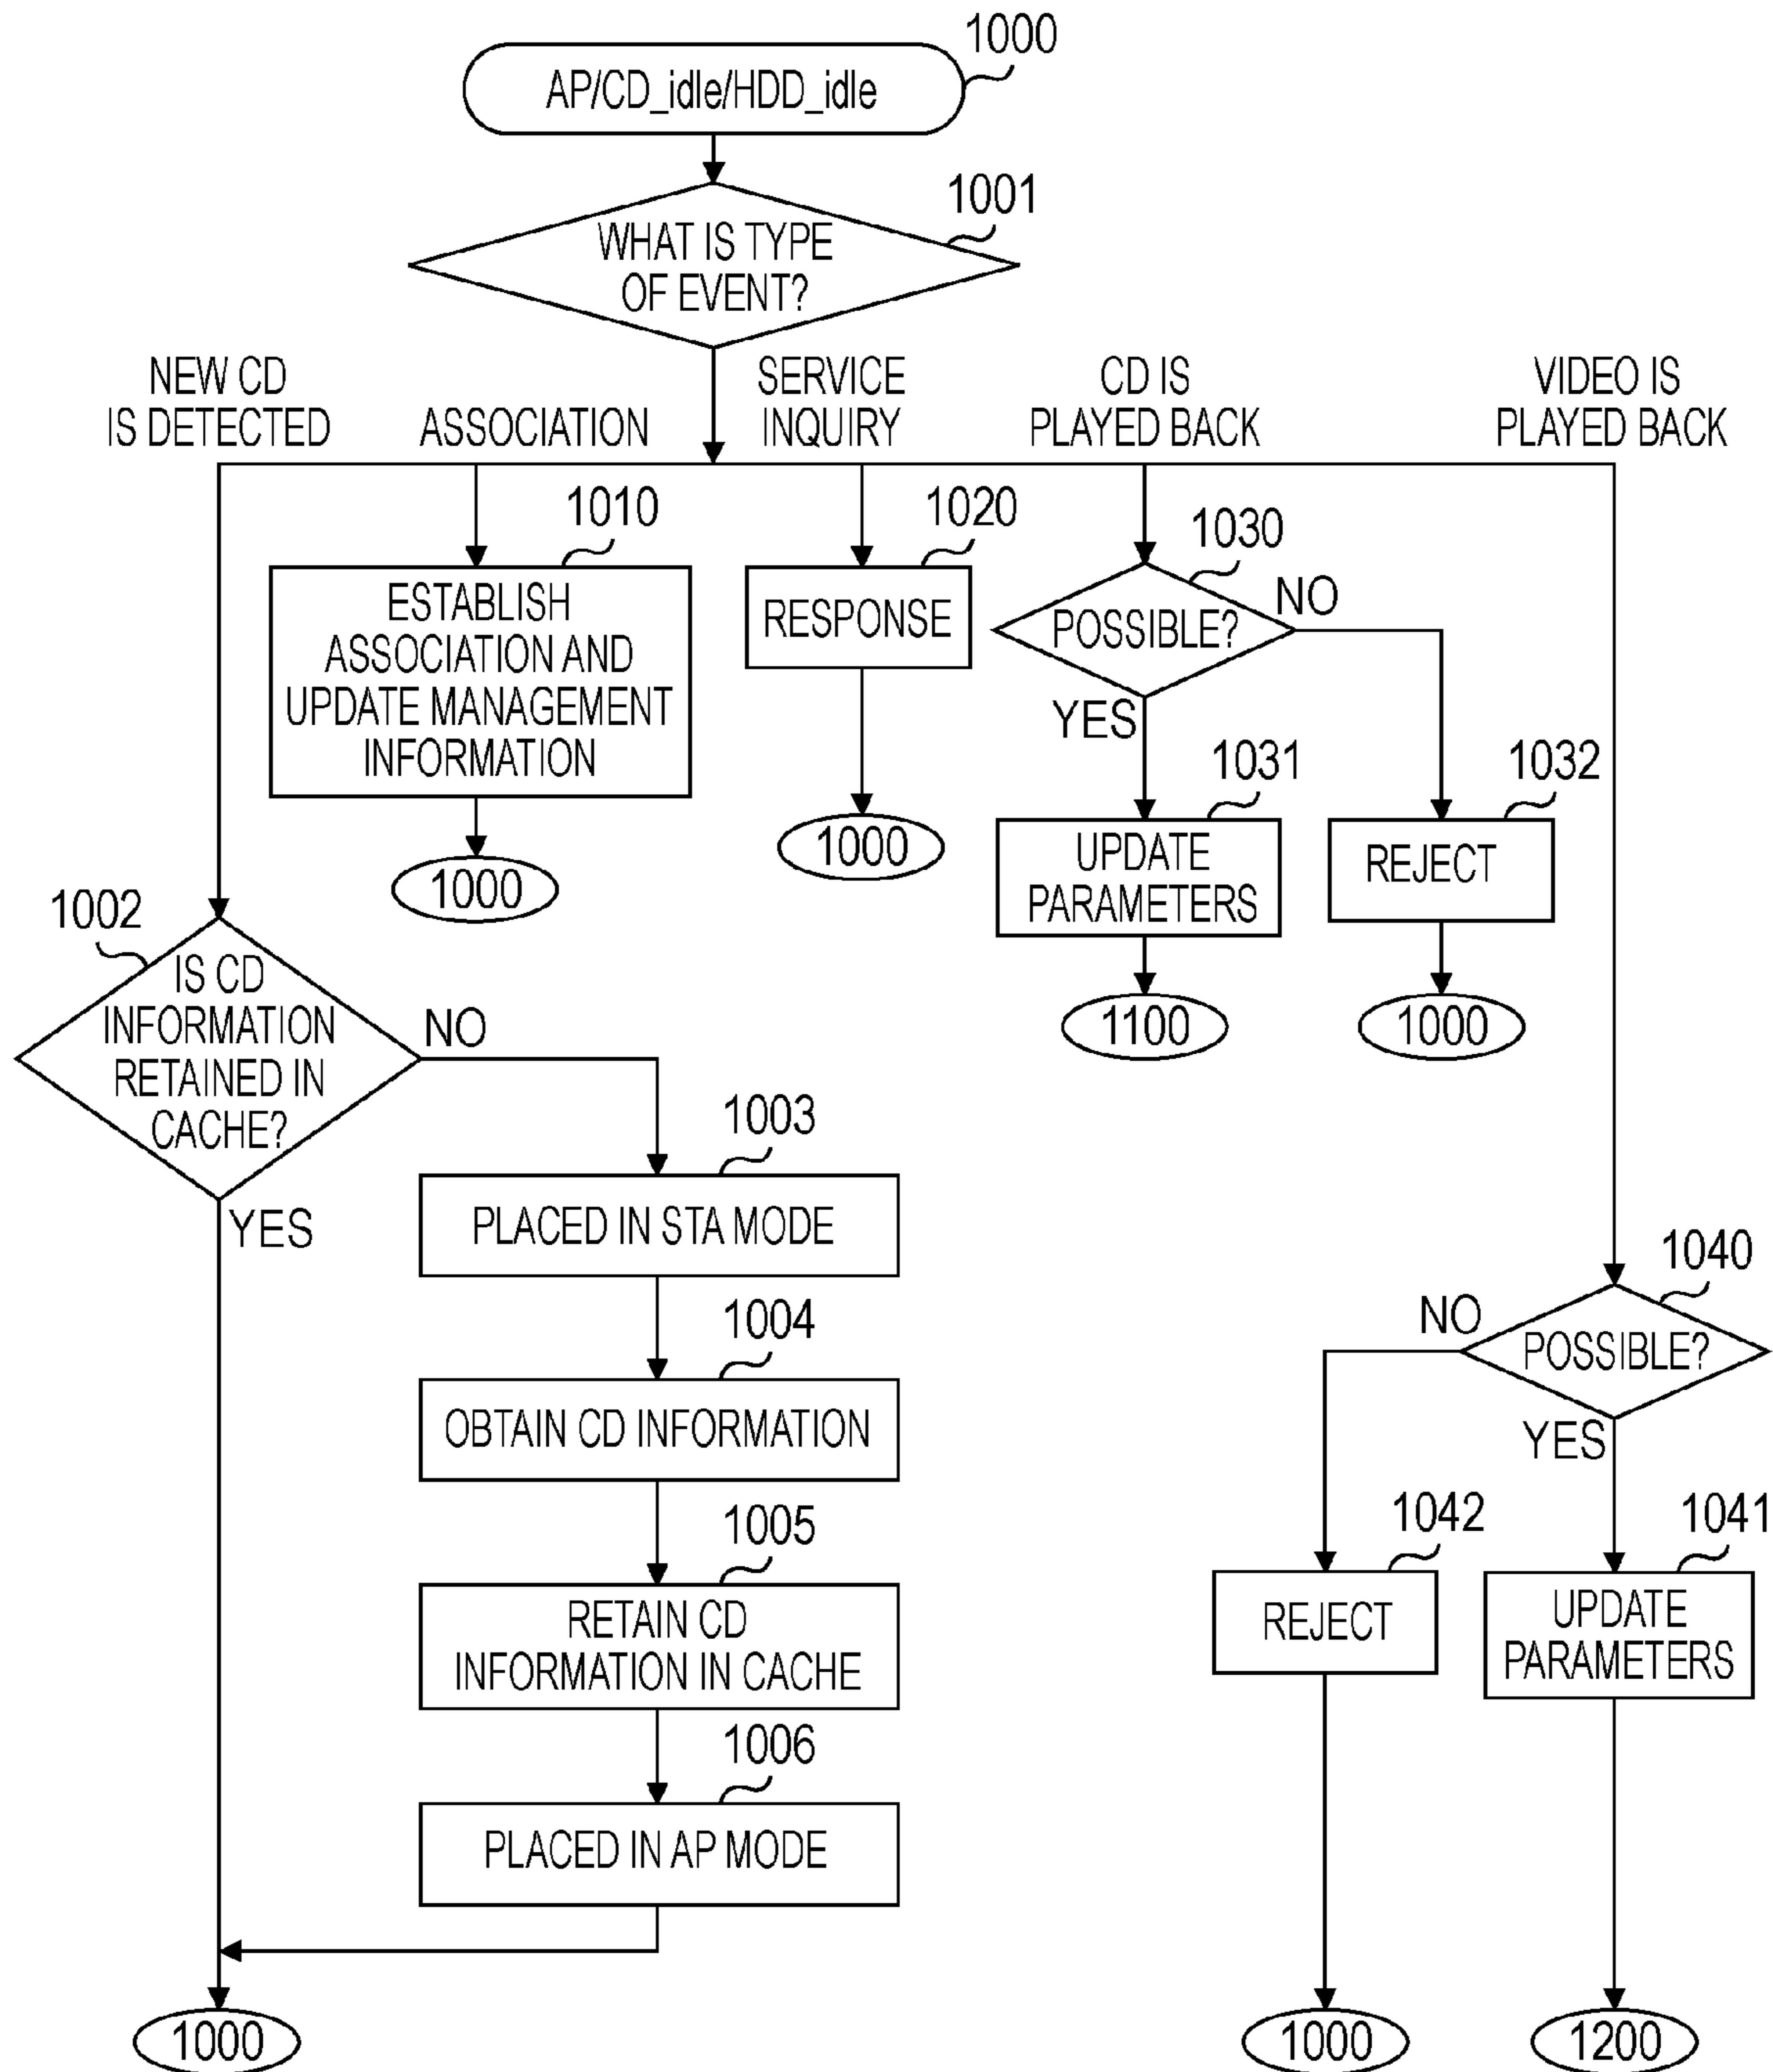 1000
AP/CD_idle/HDD_idle
1001
WHAT IS TYPE
OF EVENT?
NEW CD
IS DETECTED
ASSOCIATION
SERVICE
INQUIRY
CD IS
PLAYED BACK
VIDEO IS
PLAYED BACK
1010
ESTABLISH
ASSOCIATION AND
UPDATE MANAGEMENT
INFORMATION
1000
1020
RESPONSE
1000
1030
POSSIBLE?
NO
YES
1031
UPDATE
PARAMETERS
1100
1032
REJECT
1000
1002
IS CD
INFORMATION
RETAINED IN
CACHE?
NO
YES
1003
PLACED IN STA MODE
1004
OBTAIN CD INFORMATION
1005
RETAIN CD
INFORMATION IN CACHE
1006
PLACED IN AP MODE
1000
1040
POSSIBLE?
NO
YES
1042
REJECT
1000
1041
UPDATE
PARAMETERS
1200